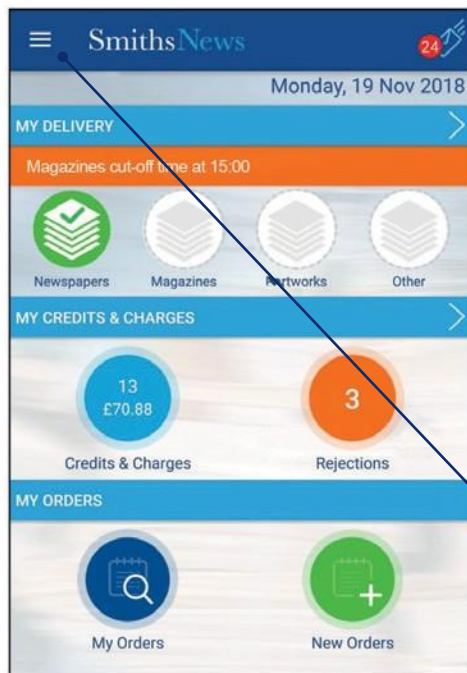 SmithsNews
24
Monday, 19 Nov 2018
MY DELIVERY
Magazines cut-off time at 15:00
Newspapers Magazines Partworks Other
MY CREDITS & CHARGES
13
£70.88
3
Credits & Charges Rejections
MY ORDERS
My Orders New Orders